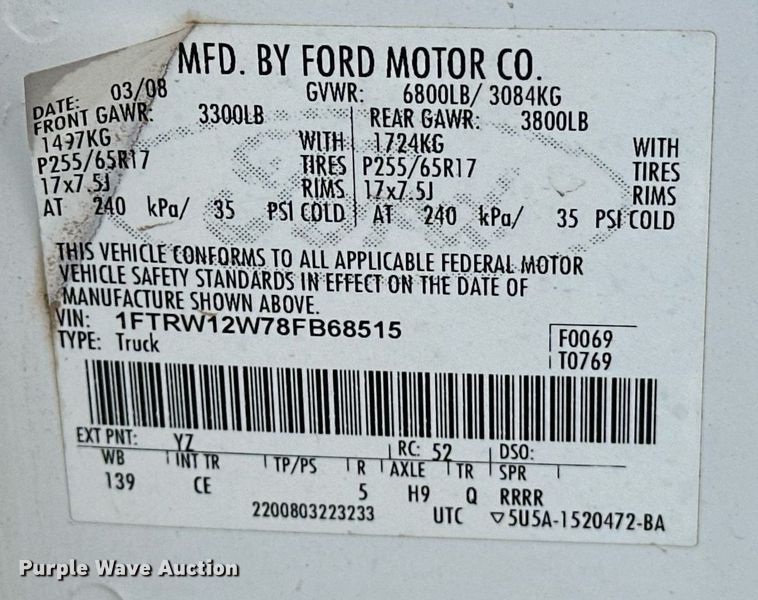 MFD. BY FORD MOTOR CO.
DATE: 03/08 GVWR: 6800LB/ 3084KG
FRONT GAWR: 3300LB REAR GAWR: 3800LB
1497KG WITH 1724KG WITH
P255/65R17 TIRES P255/65R17 TIRES
17x7.5J RIMS 17x7.5J RIMS
AT 240 kPa/ 35 PSI COLD AT 240 kPa/ 35 PSI COLD
THIS VEHICLE CONFORMS TO ALL APPLICABLE FEDERAL MOTOR
VEHICLE SAFETY STANDARDS IN EFFECT ON THE DATE OF
MANUFACTURE SHOWN ABOVE.
VIN: 1FTRW12W78FB68515 F0069
TYPE: Truck T0769
EXT PNT: YZ RC: 52 DSO:
WB INT TR TP/PS R AXLE TR SPR
139 CE 5 H9 Q RRRR
2200803223233 UTC ▽5U5A-1520472-BA
Purple Wave Auction